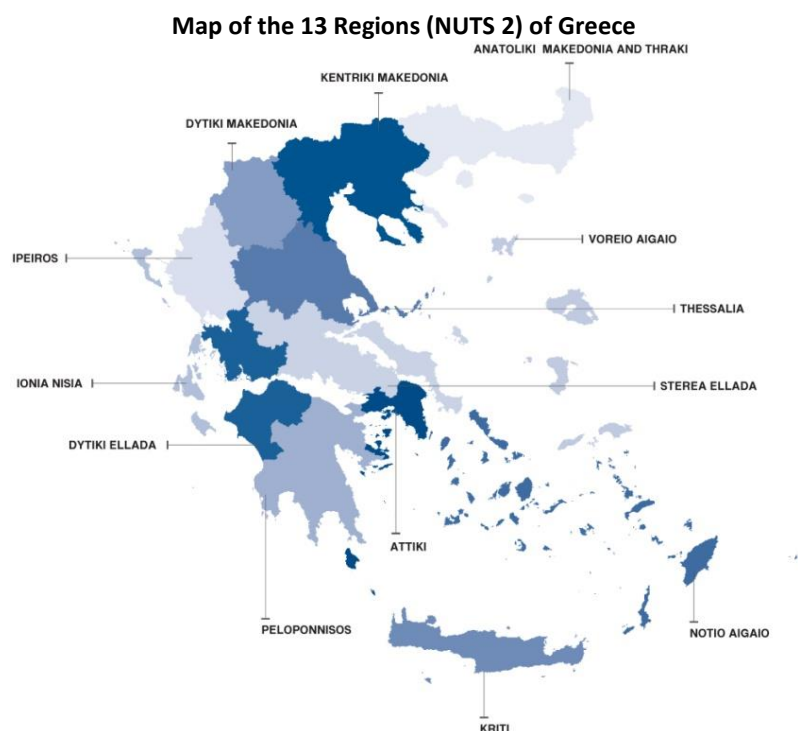 Map of the 13 Regions (NUTS 2) of Greece
ANATOLIKI MAKEDONIA AND THRAKI
KENTRIKI MAKEDONIA
DYTIKI MAKEDONIA
VOREIO AIGAIO
IPEIROS
THESSALIA
IONIA NISIA
STEREA ELLADA
DYTIKI ELLADA
ATTIKI
PELOPONNISOS
NOTIO AIGAIO
KRITI